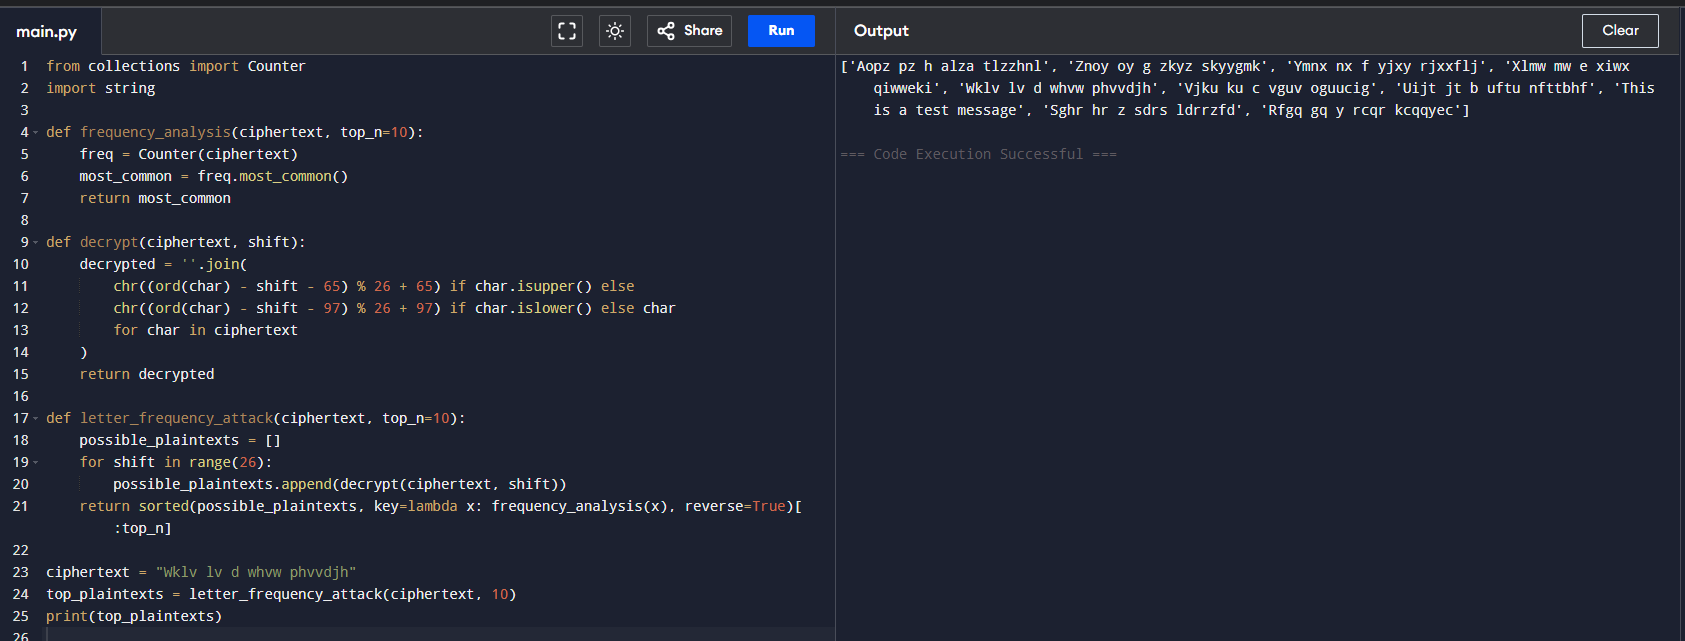 main.py
Share
Run
Output
Clear
1 from collections import Counter
2 import string
3
4 def frequency_analysis(ciphertext, top_n=10):
5     freq = Counter(ciphertext)
6     most_common = freq.most_common()
7     return most_common
8
9 def decrypt(ciphertext, shift):
10     decrypted = ''.join(
11         chr((ord(char) - shift - 65) % 26 + 65) if char.isupper() else
12         chr((ord(char) - shift - 97) % 26 + 97) if char.islower() else char
13         for char in ciphertext
14     )
15     return decrypted
16
17 def letter_frequency_attack(ciphertext, top_n=10):
18     possible_plaintexts = []
19     for shift in range(26):
20         possible_plaintexts.append(decrypt(ciphertext, shift))
21     return sorted(possible_plaintexts, key=lambda x: frequency_analysis(x), reverse=True)[
        :top_n]
22
23 ciphertext = "Wklv lv d whvw phvvdjh"
24 top_plaintexts = letter_frequency_attack(ciphertext, 10)
25 print(top_plaintexts)
26
['Aopz pz h alza tlzzhnl', 'Znoy oy g zkyz skyygmk', 'Ymnx nx f yjxy rjxxflj', 'Xlmw mw e xiwx
qiwweki', 'Wklv lv d whvw phvvdjh', 'Vjku ku c vguv oguucig', 'Uijt jt b uftu nfttbhf', 'This
is a test message', 'Sghr hr z sdrs ldrrzfd', 'Rfgq gq y rcqr kcqqyec']
=== Code Execution Successful ===